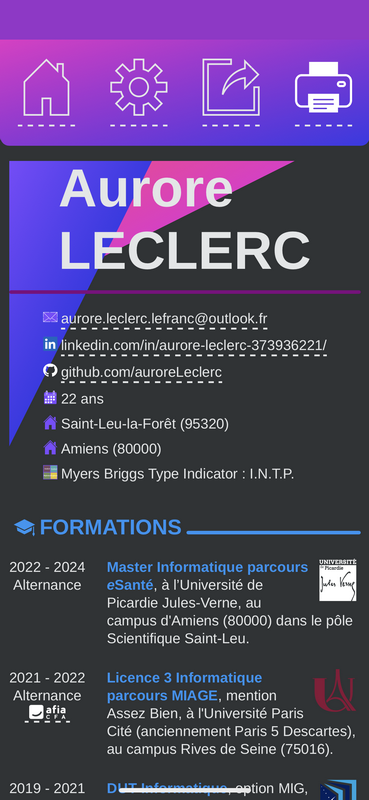 Aurore
LECLERC
aurore.leclerc.lefranc@outlook.fr
linkedin.com/in/aurore-leclerc-373936221/
github.com/auroreLeclerc
22 ans
Saint-Leu-la-Forêt (95320)
Amiens (80000)
Myers Briggs Type Indicator : I.N.T.P.
FORMATIONS
2022 - 2024
Alternance
Master Informatique parcours
eSanté, à l'Université de
Picardie Jules-Verne, au
campus d'Amiens (80000) dans le pôle
Scientifique Saint-Leu.
UNIVERSITÉ
de Picardie
Jules Verne
2021 - 2022
Alternance
afia
CFA
Licence 3 Informatique
parcours MIAGE, mention
Assez Bien, à l'Université Paris
Cité (anciennement Paris 5 Descartes),
au campus Rives de Seine (75016).
2019 - 2021
DUT Informatique, option MIG,